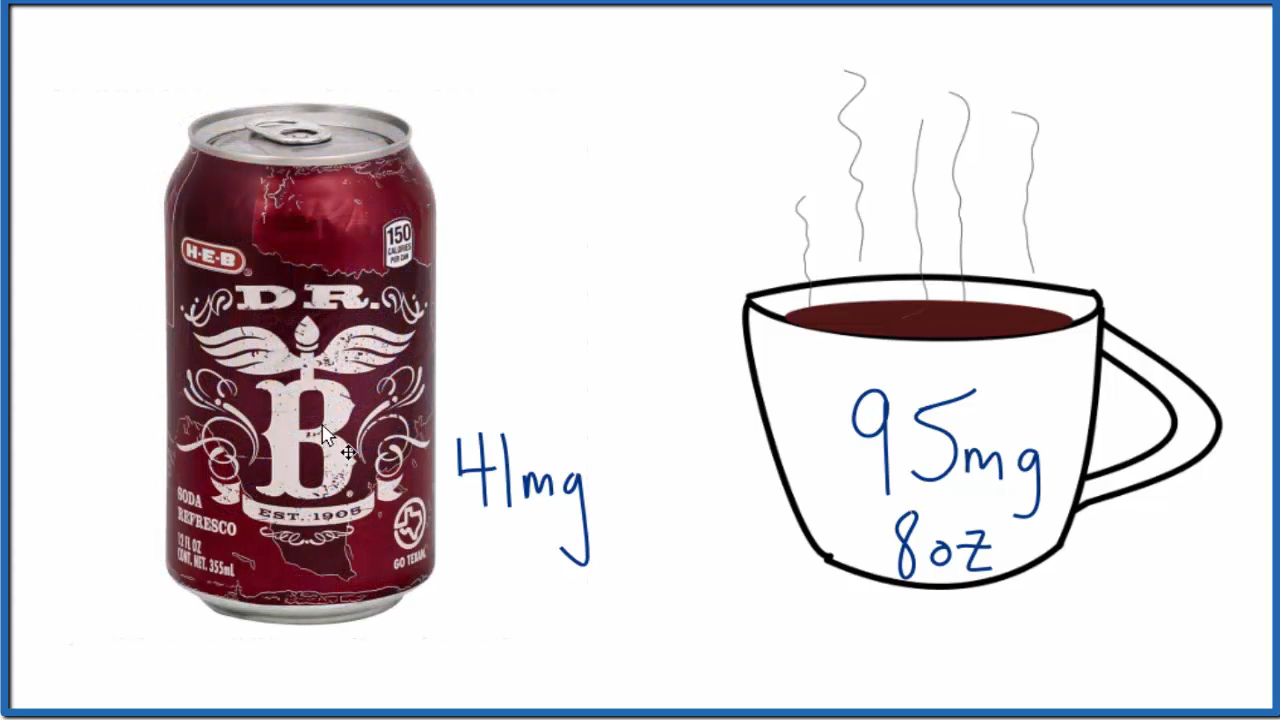 H-E-B
150
CALORIES
PER CAN
DR.
B
EST. 1905
SODA
REFRESCO
12 FL OZ
CONT. NET. 355mL
GO TEXAN.
41mg
95mg
8oz